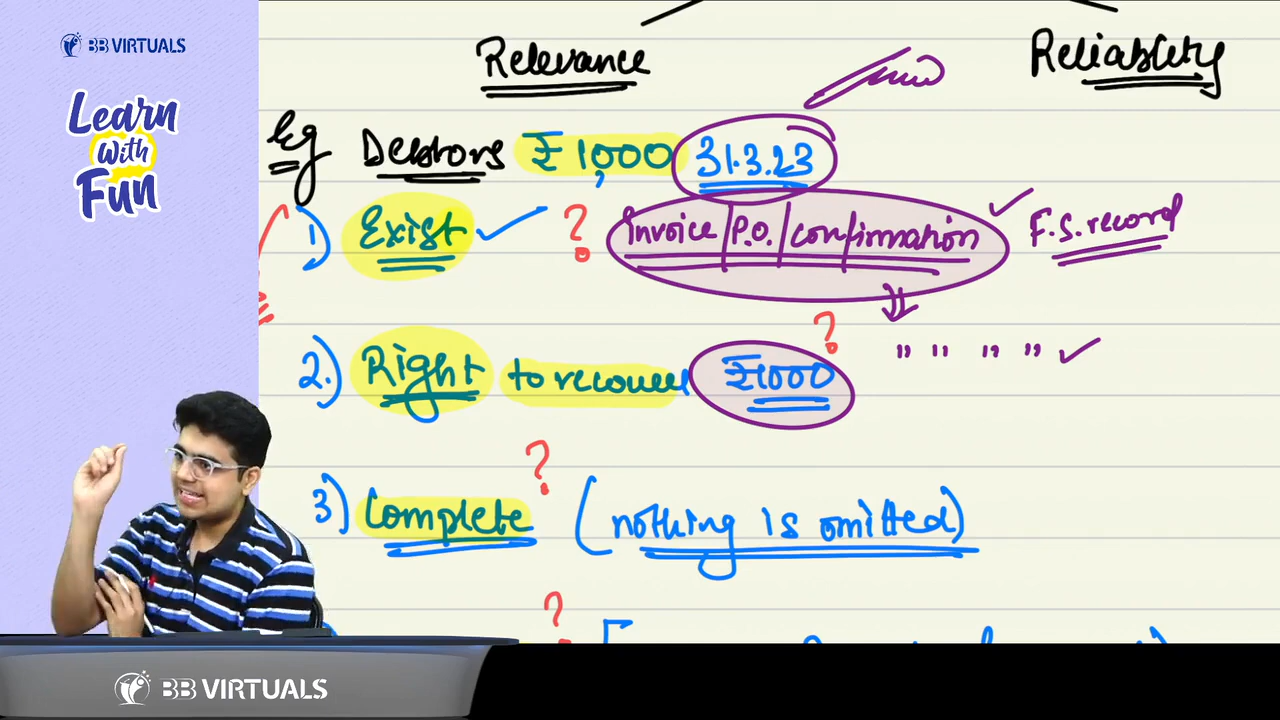 BB VIRTUALS
Learn
With
Fun
Relevance
Reliability
Eg Debtors ₹1,000 31.3.23
1) Exist ✓ ? Invoice/P.O./confirmation ✓ F.S. record
2.) Right to recover ₹1000 ? " " " " ✓
3) Complete ? (nothing is omitted)
?
BB VIRTUALS